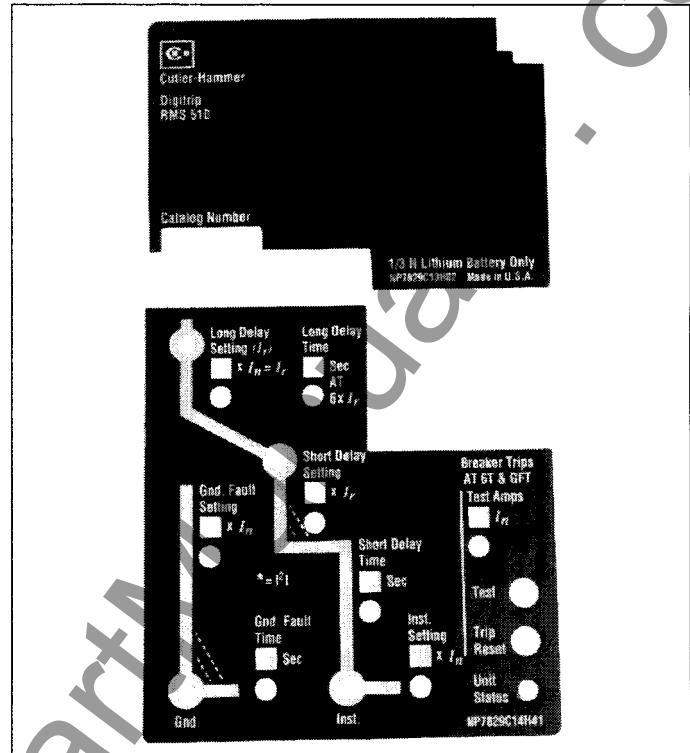 Cutler-Hammer
Digitrip
RMS 510
Catalog Number
1/3 N Lithium Battery Only
NP7829C13H02 Made in U.S.A.
Long Delay
Setting (Ir)
x In = Ir
Long Delay
Time
Sec
AT
6x Ir
Short Delay
Setting
x Ir
Gnd. Fault
Setting
x In
* = I²t
Short Delay
Time
Sec
Gnd. Fault
Time
Sec
Inst.
Setting
x In
Breaker Trips
AT 6T & GFT
Test Amps
In
Test
Trip
Reset
Unit
Status
Gnd.
Inst.
NP7829C14H41